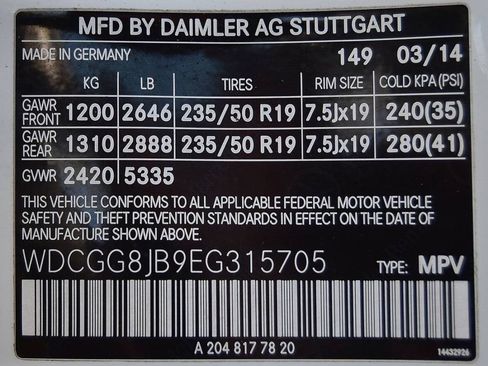 MFD BY DAIMLER AG STUTTGART
MADE IN GERMANY 149 03/14
KG LB TIRES RIM SIZE COLD KPA(PSI)
GAWR FRONT 1200 2646 235/50 R19 7.5Jx19 240(35)
GAWR REAR 1310 2888 235/50 R19 7.5Jx19 280(41)
GWR 2420 5335
THIS VEHICLE CONFORMS TO ALL APPLICABLE FEDERAL MOTOR VEHICLE
SAFETY AND THEFT PREVENTION STANDARDS IN EFFECT ON THE DATE OF
MANUFACTURE SHOWN ABOVE.
WDCGG8JB9EG315705 TYPE: MPV
A 204 817 78 20 14432926